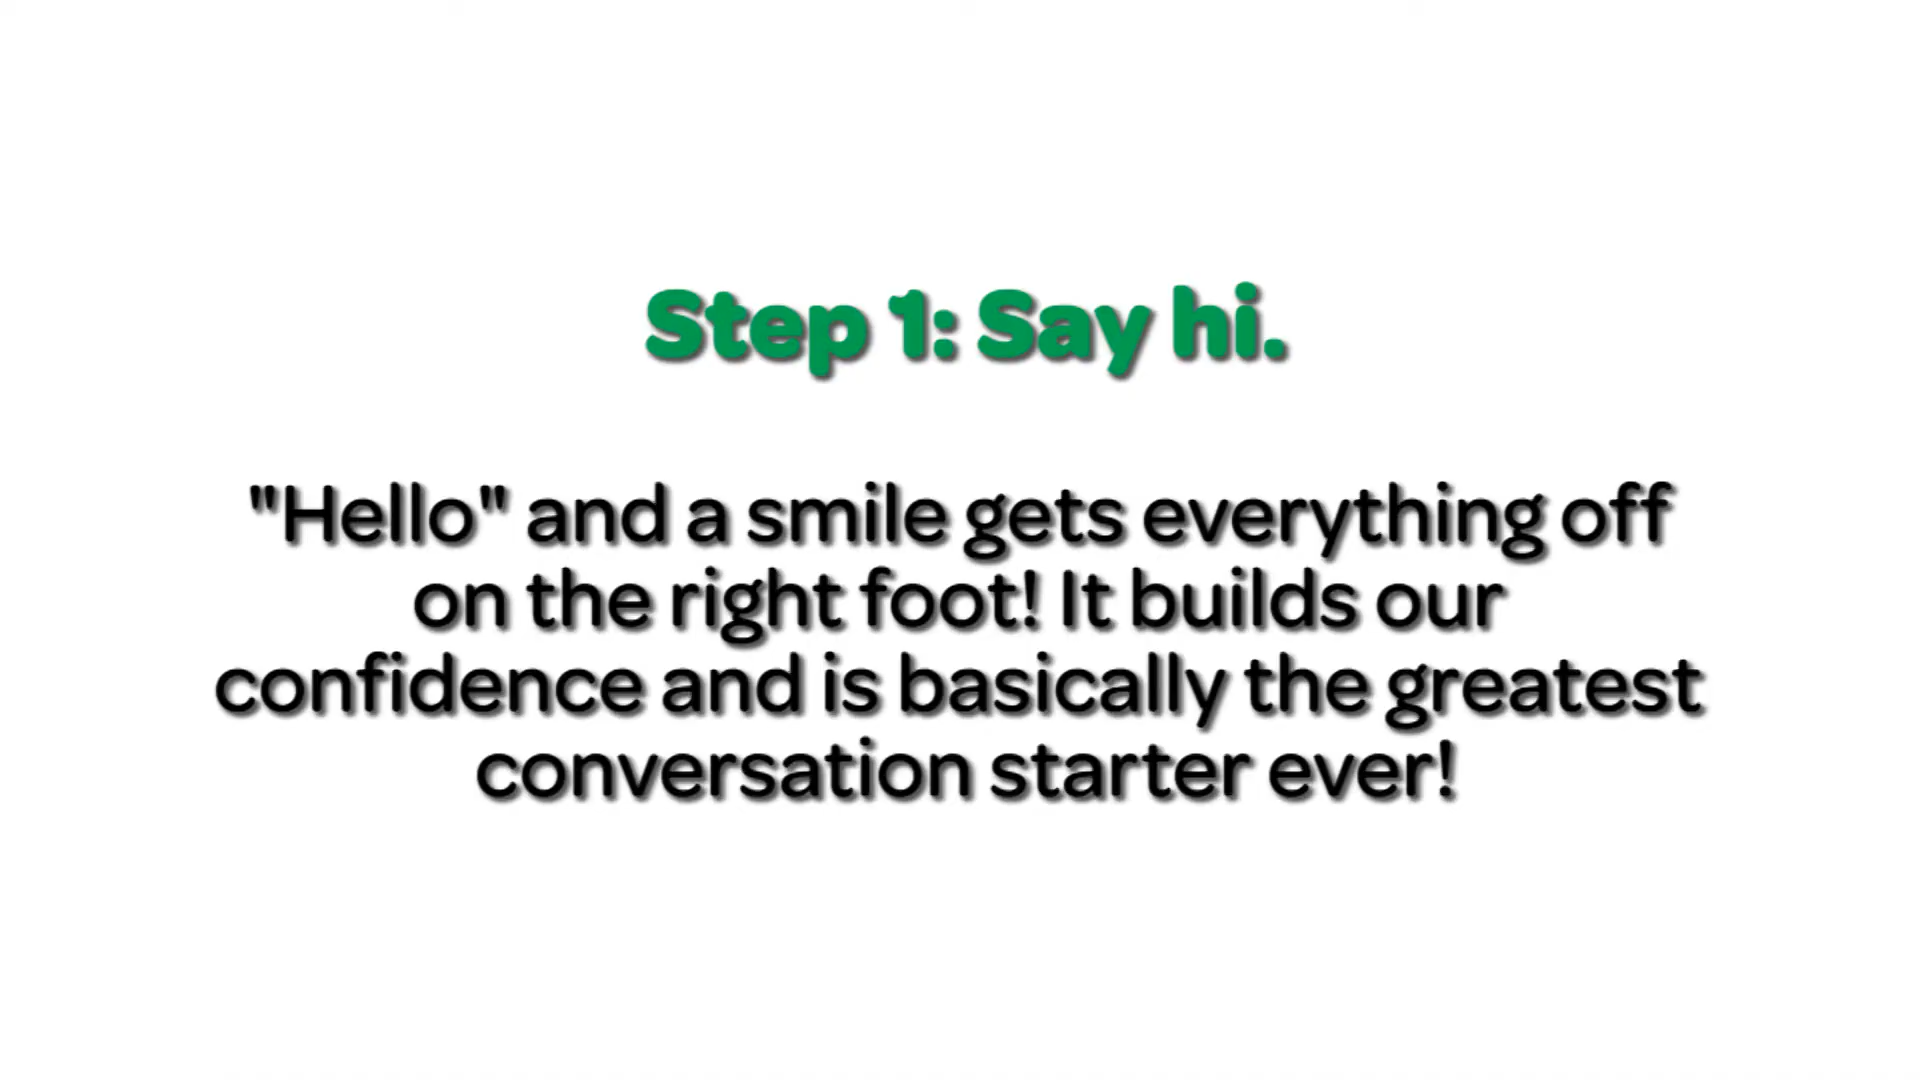 Step 1: Say hi.
"Hello" and a smile gets everything off
on the right foot! It builds our
confidence and is basically the greatest
conversation starter ever!